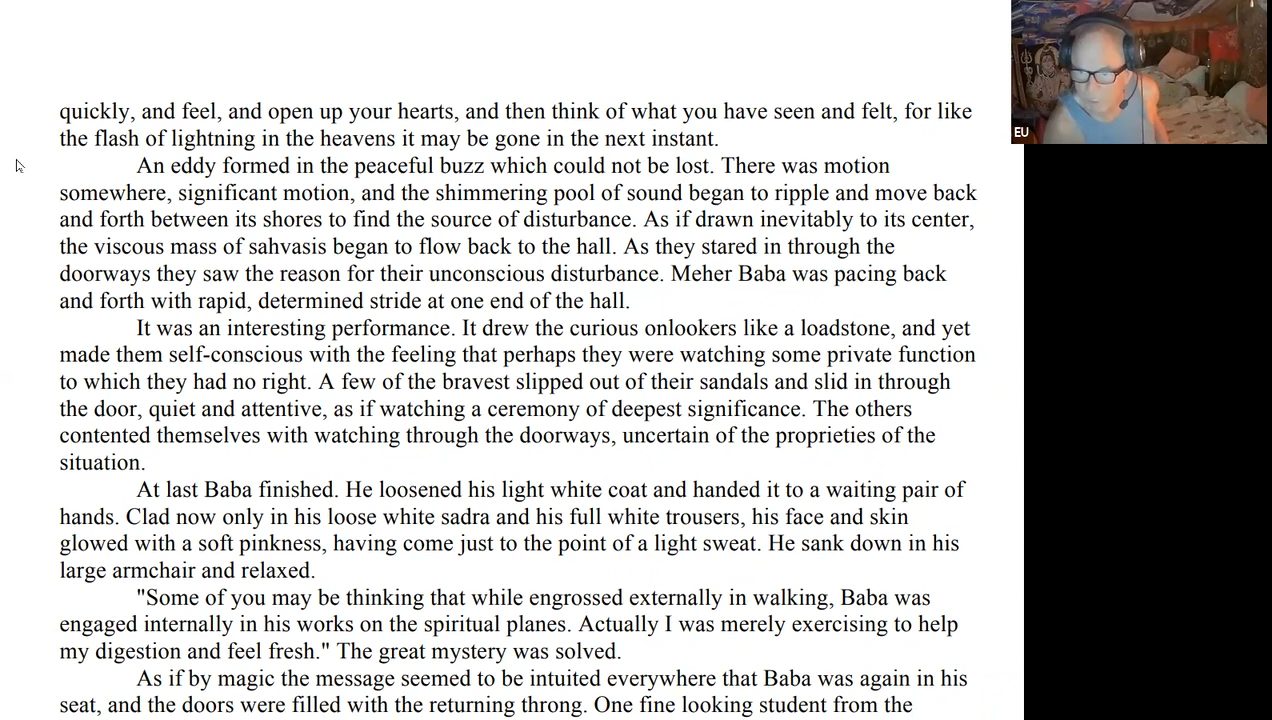 quickly, and feel, and open up your hearts, and then think of what you have seen and felt, for like
the flash of lightning in the heavens it may be gone in the next instant.
An eddy formed in the peaceful buzz which could not be lost. There was motion
somewhere, significant motion, and the shimmering pool of sound began to ripple and move back
and forth between its shores to find the source of disturbance. As if drawn inevitably to its center,
the viscous mass of sahvasis began to flow back to the hall. As they stared in through the
doorways they saw the reason for their unconscious disturbance. Meher Baba was pacing back
and forth with rapid, determined stride at one end of the hall.
It was an interesting performance. It drew the curious onlookers like a loadstone, and yet
made them self-conscious with the feeling that perhaps they were watching some private function
to which they had no right. A few of the bravest slipped out of their sandals and slid in through
the door, quiet and attentive, as if watching a ceremony of deepest significance. The others
contented themselves with watching through the doorways, uncertain of the proprieties of the
situation.
At last Baba finished. He loosened his light white coat and handed it to a waiting pair of
hands. Clad now only in his loose white sadra and his full white trousers, his face and skin
glowed with a soft pinkness, having come just to the point of a light sweat. He sank down in his
large armchair and relaxed.
"Some of you may be thinking that while engrossed externally in walking, Baba was
engaged internally in his works on the spiritual planes. Actually I was merely exercising to help
my digestion and feel fresh." The great mystery was solved.
As if by magic the message seemed to be intuited everywhere that Baba was again in his
seat, and the doors were filled with the returning throng. One fine looking student from the
EU